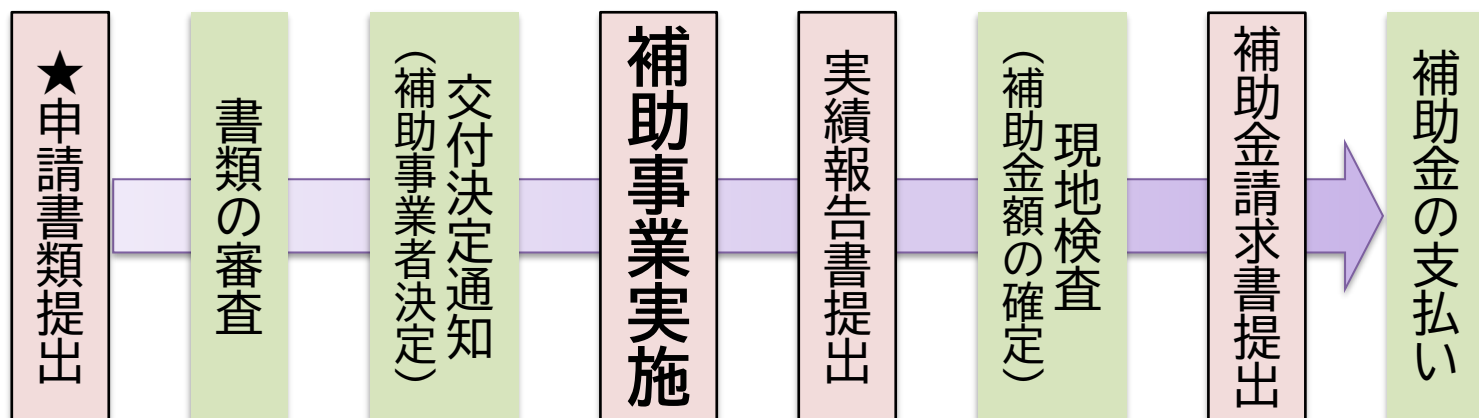 ★申請書類提出
書類の審査
交付決定通知
（補助事業者決定）
補助事業実施
実績報告書提出
現地検査
（補助金額の確定）
補助金請求書提出
補助金の支払い